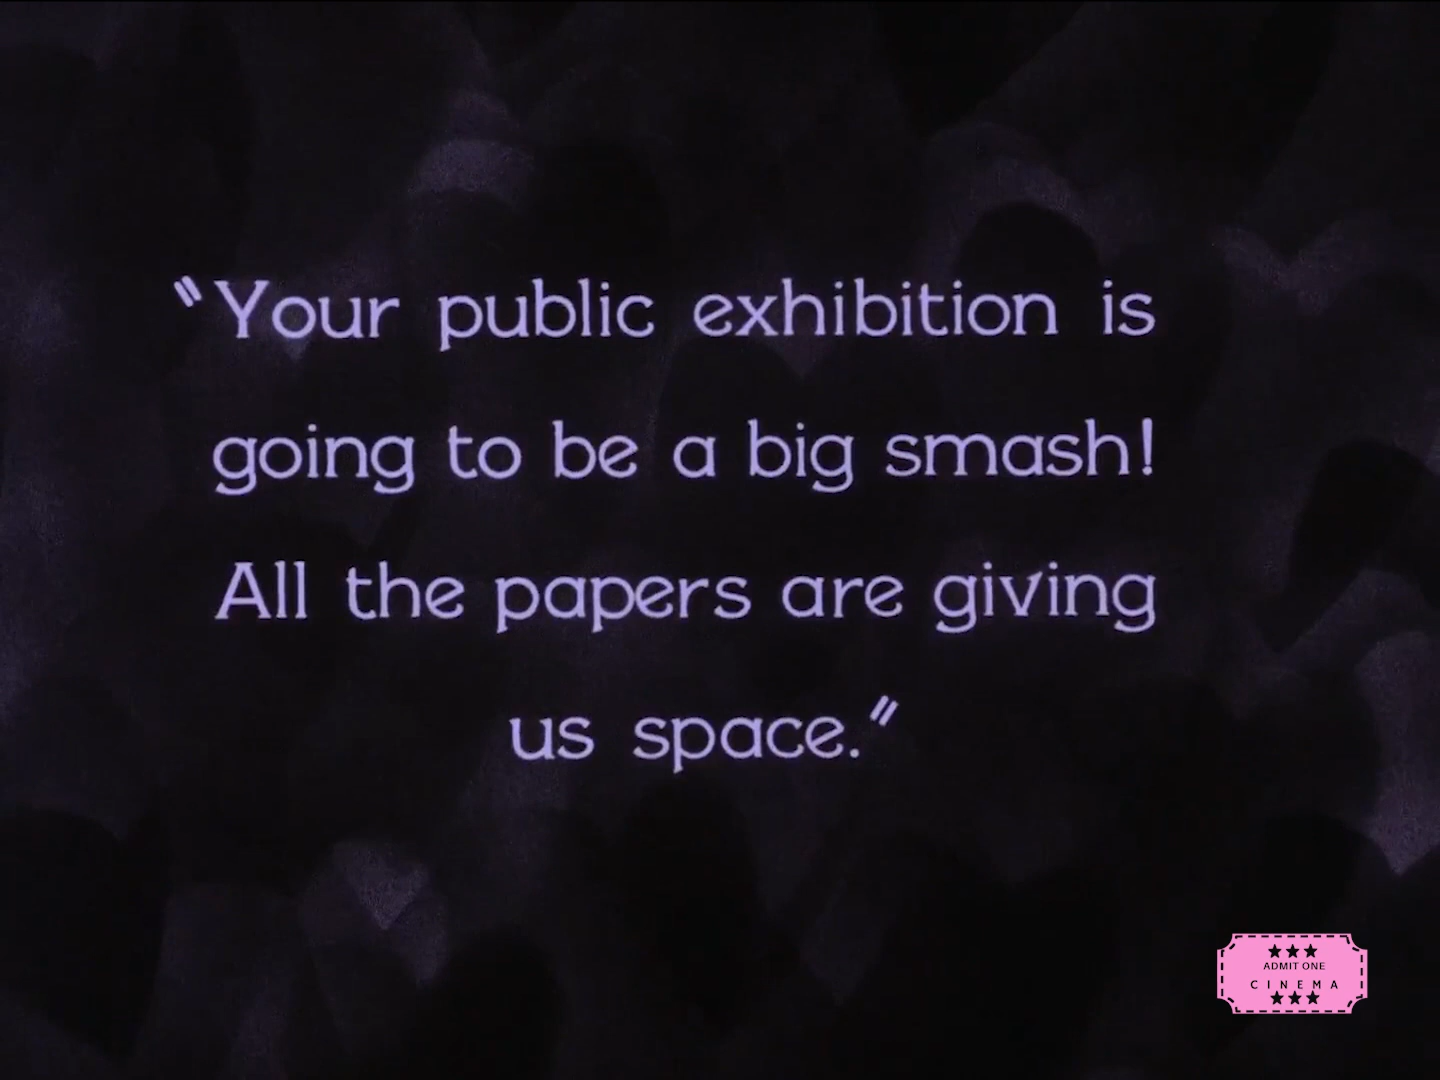 "Your public exhibition is
going to be a big smash!
All the papers are giving
us space."
ADMIT ONE
CINEMA